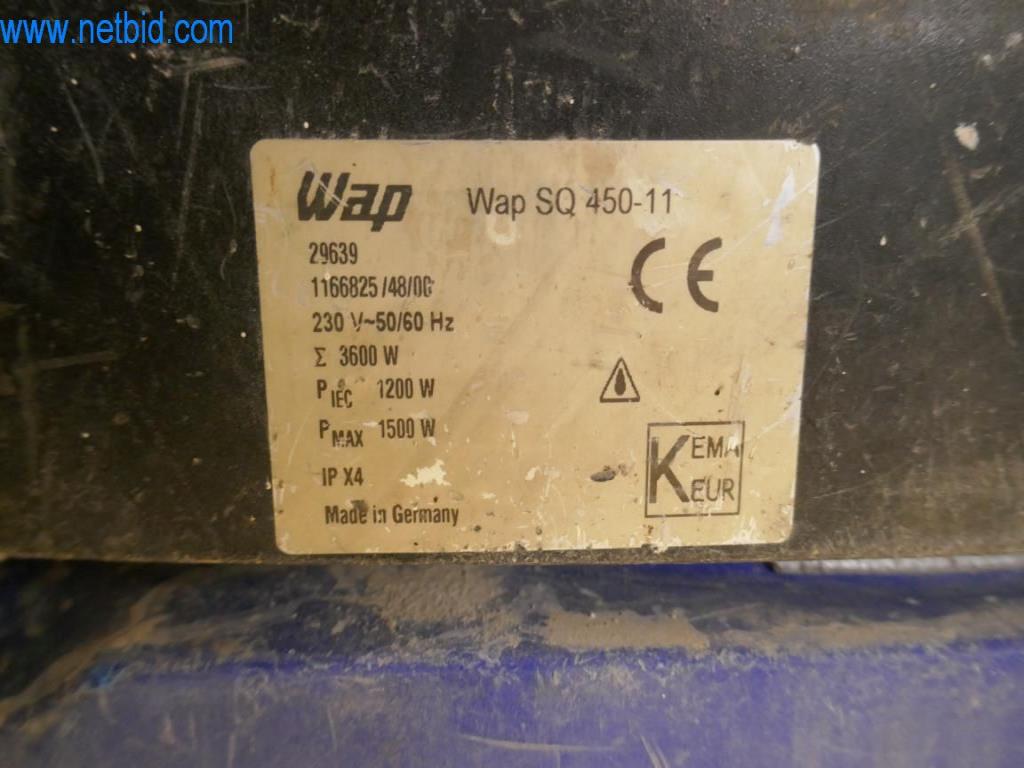 www.netbid.com
Wap Wap SQ 450-11
29639
1166825/48/00
230 V~50/60 Hz
Σ 3600 W
P IEC 1200 W
P MAX 1500 W
IP X4
Made in Germany
CE
KEMA
KEUR